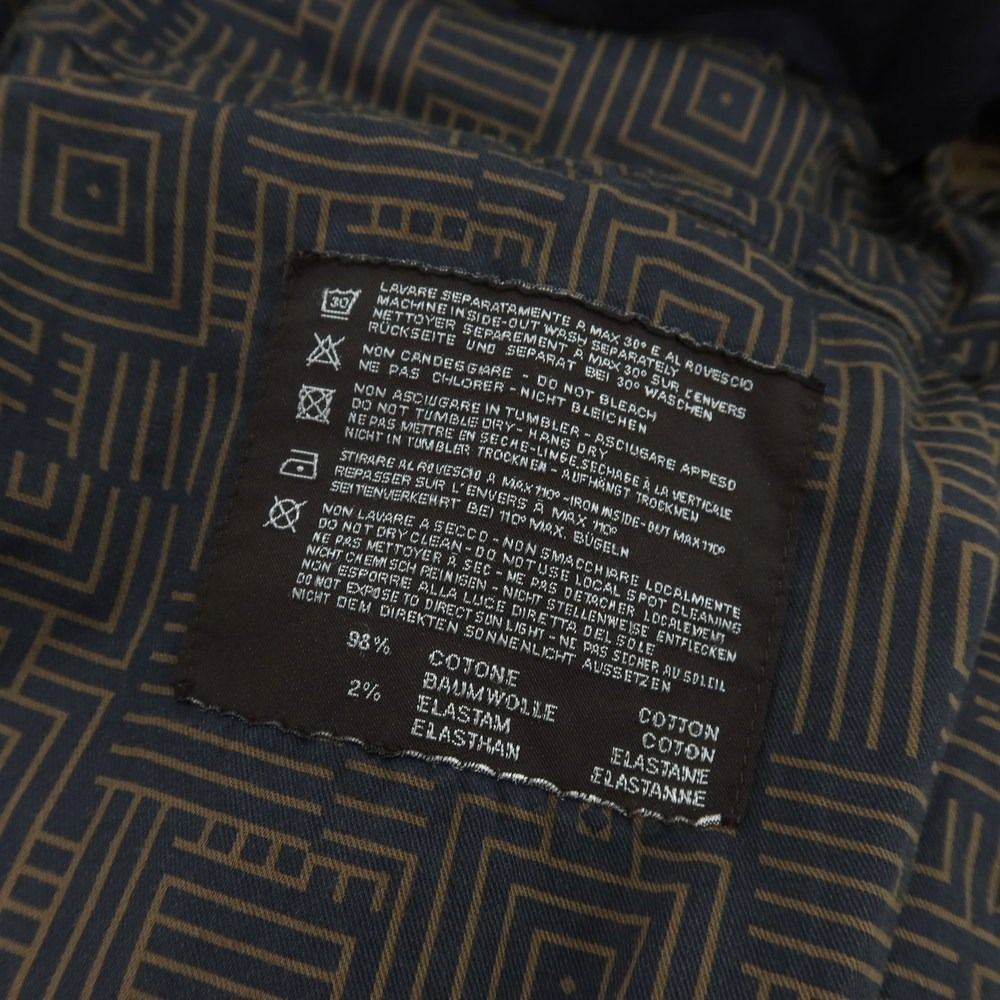 30
LAVARE SEPARATAMENTE A MAX 30° E AL ROVESCIO
MACHINE INSIDE-OUT WASH SEPARATELY
NETTOYER SEPAREMENT À MAX 30° SUR L'ENVERS
RÜCKSEITE UND SEPARAT BEI 30° WASCHEN
NON CANDEGGIARE - DO NOT BLEACH
NE PAS CHLORER - NICHT BLEICHEN
NON ASCIUGARE IN TUMBLER - ASCIUGARE APPESO
DO NOT TUMBLE DRY - HANG DRY
NE PAS METTRE EN SECHE-LINGE, SECHAGE À LA VERTICALE
NICHT IN TUMBLER TROCKNEN - AUFHÄNGT TROCKNEN
STIRARE AL ROVESCIO A MAX 110° - IRON INSIDE-OUT MAX 110°
REPASSER SUR L'ENVERS À MAX 110°
SEITENVERKEHRT BEI 110° MAX. BÜGELN
NON LAVARE A SECCO - NON SMACCHIARE LOCALMENTE
DO NOT DRY CLEAN - DO NOT USE LOCAL SPOT CLEANING
NE PAS METTOYER À SEC - NE PAS DETACHER LOCALEMENT
NICHT CHEMISCH REINIGEN - NICHT STELLENWEISE ENTFLECKEN
NON ESPORRE ALLA LUCE DIRETTA DEL SOLE
DO NOT EXPOSE TO DIRECT SUN LIGHT - NE PAS SECHER AU SOLEIL
NICHT DEM DIREKTEN SONNENLICHT AUSSETZEN
98% COTONE COTTON
BAUMWOLLE COTON
2% ELASTAM ELASTAINE
ELASTHAN ELASTANNE